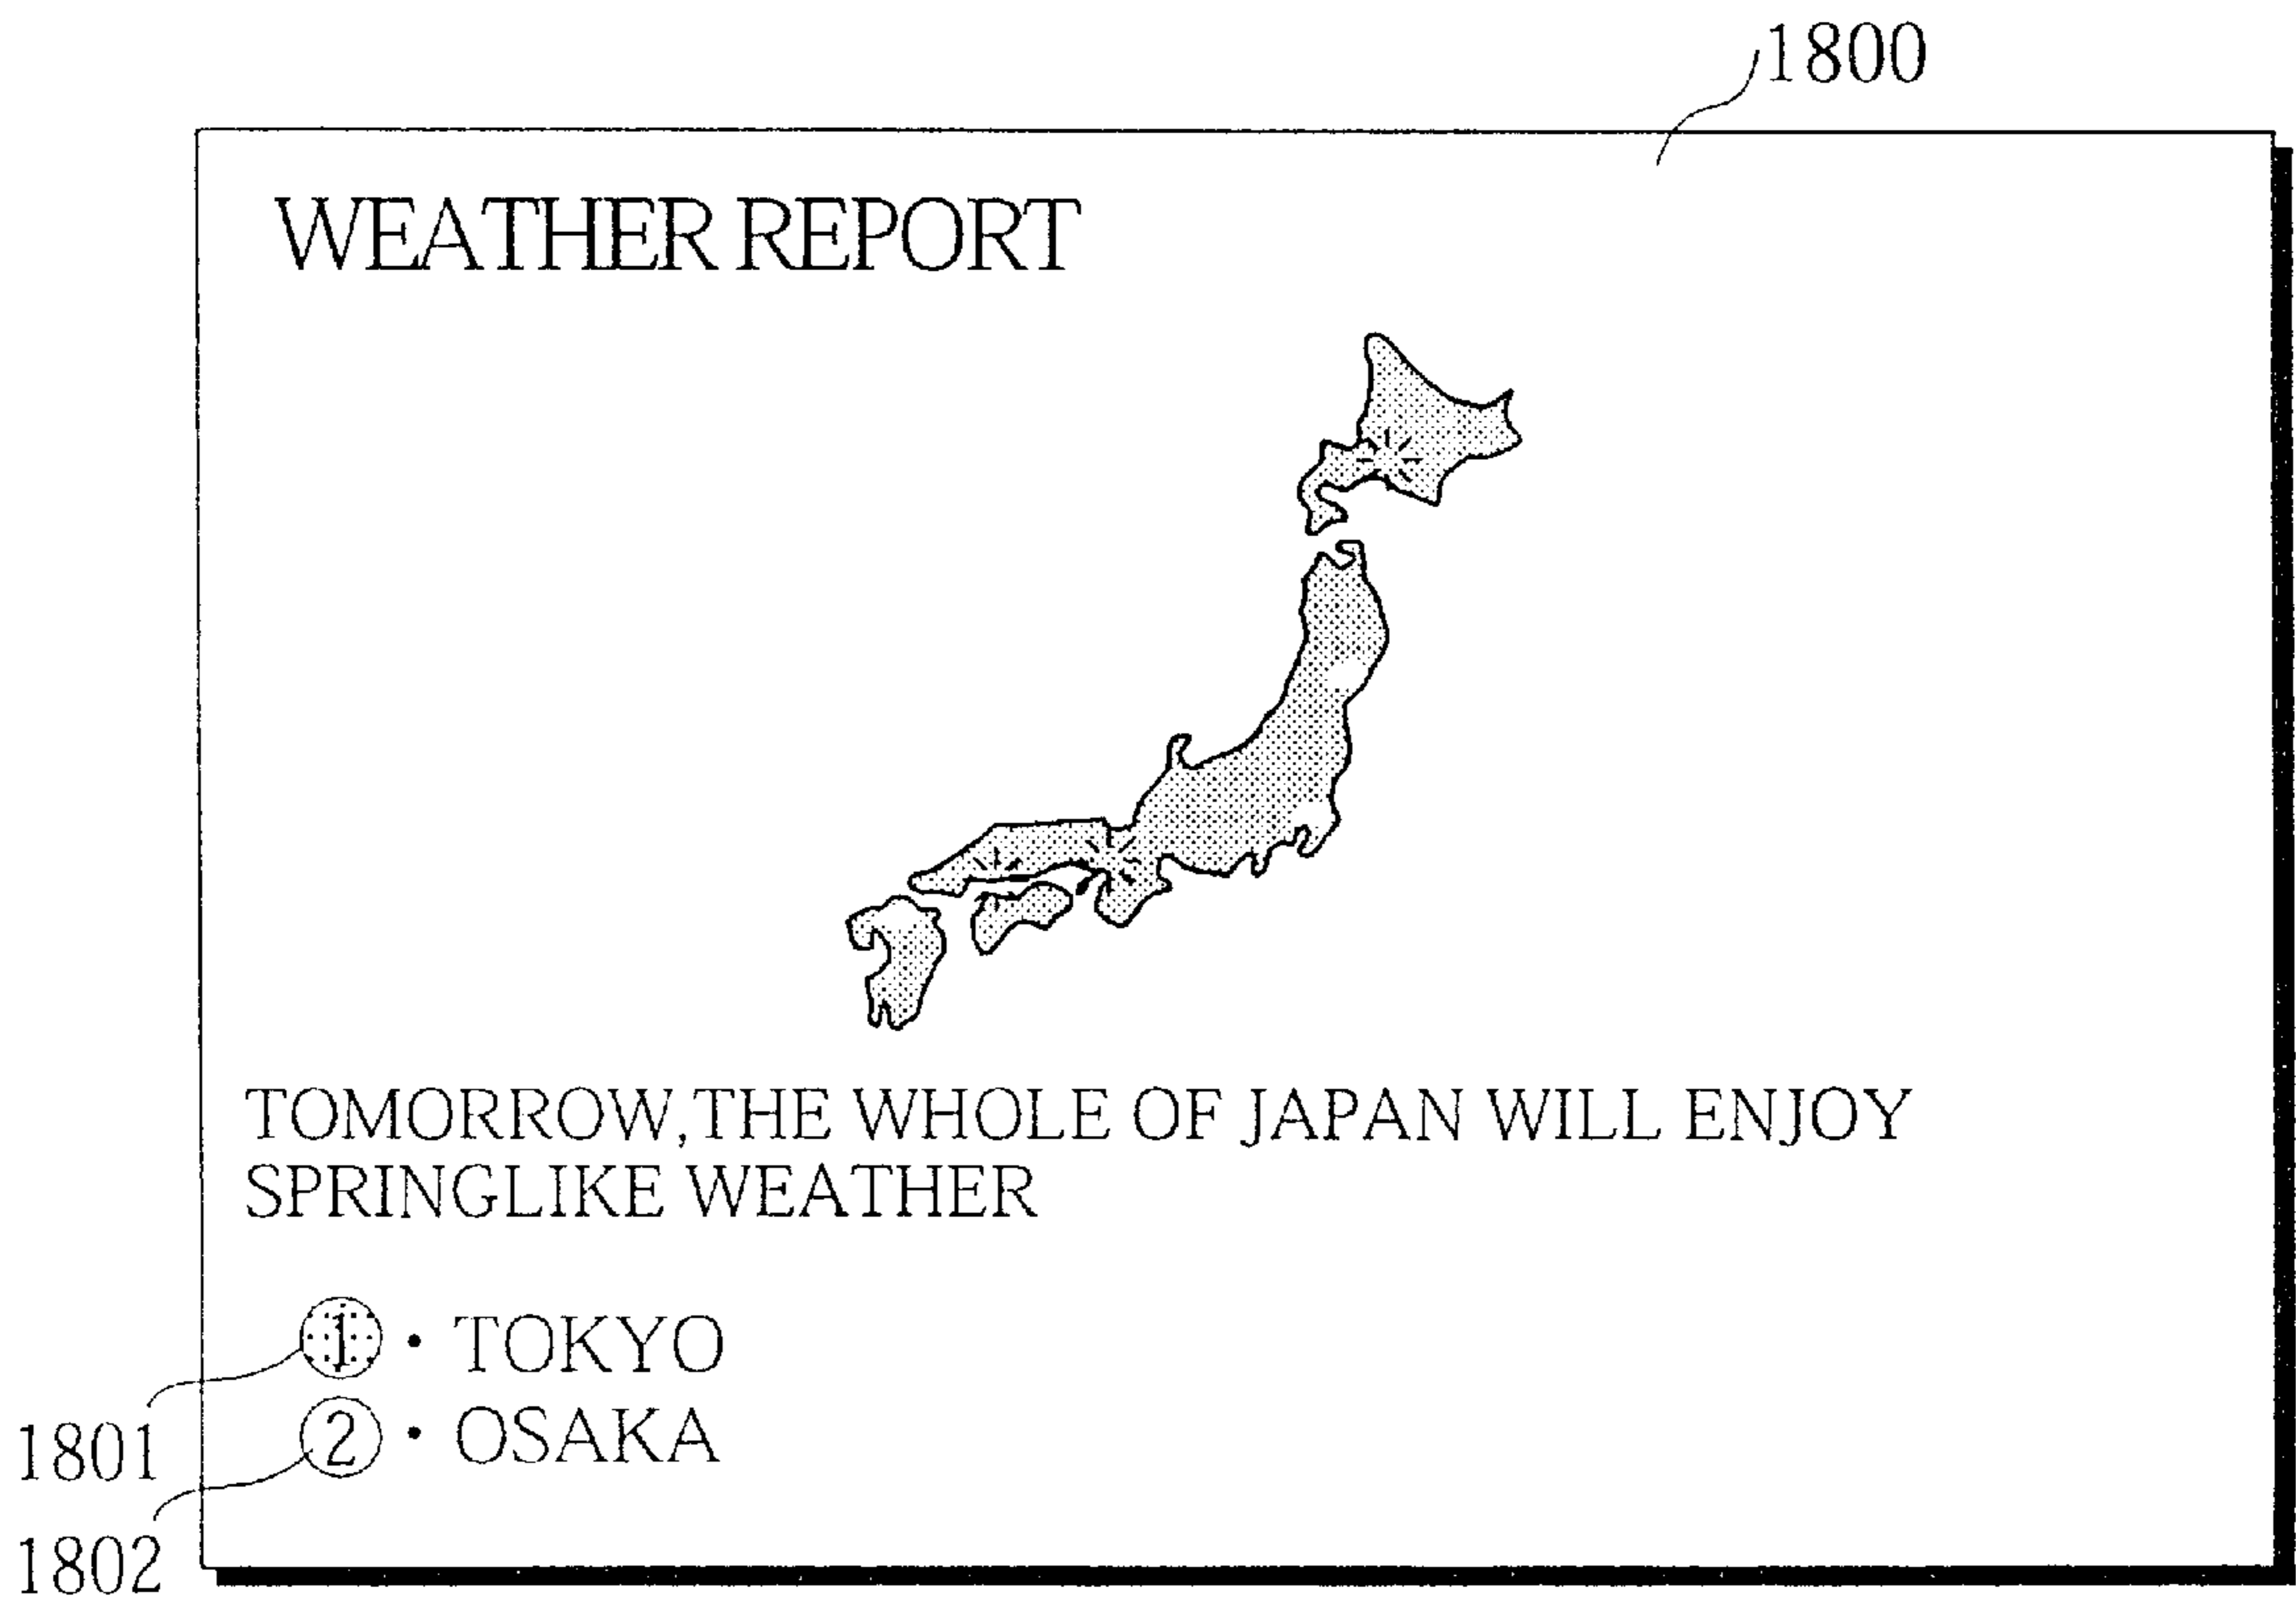 1800
WEATHER REPORT
TOMORROW, THE WHOLE OF JAPAN WILL ENJOY
SPRINGLIKE WEATHER
1 · TOKYO
1801
2 · OSAKA
1802